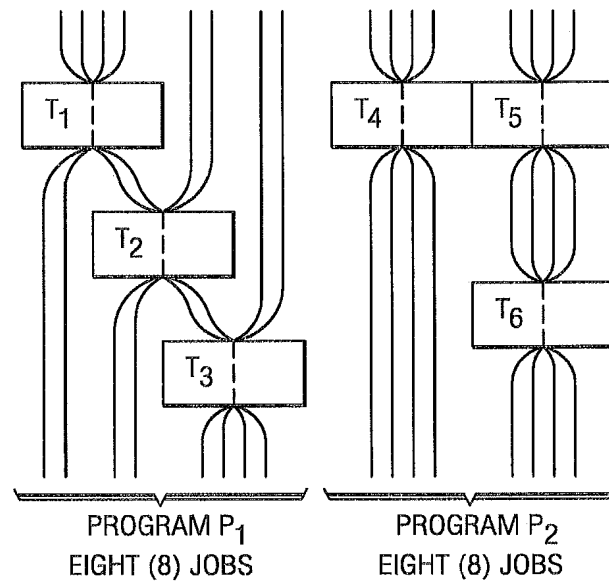 T1
T4
T5
T2
T6
T3
PROGRAM P1
EIGHT (8) JOBS
PROGRAM P2
EIGHT (8) JOBS